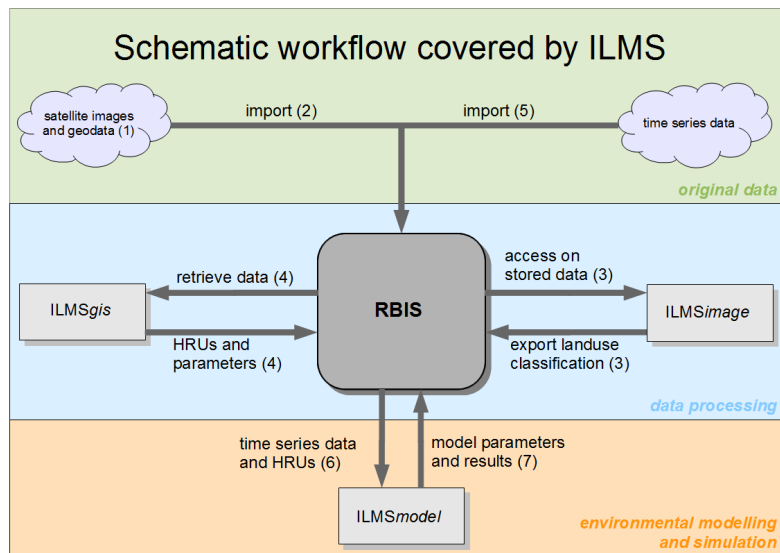 Schematic workflow covered by ILMS
satellite images
and geodata (1)
import (2)
import (5)
time series data
original data
retrieve data (4)
access on
stored data (3)
ILMSgis
RBIS
ILMSimage
HRUs and
parameters (4)
export landuse
classification (3)
data processing
time series data
and HRUs (6)
model parameters
and results (7)
ILMSmodel
environmental modelling
and simulation